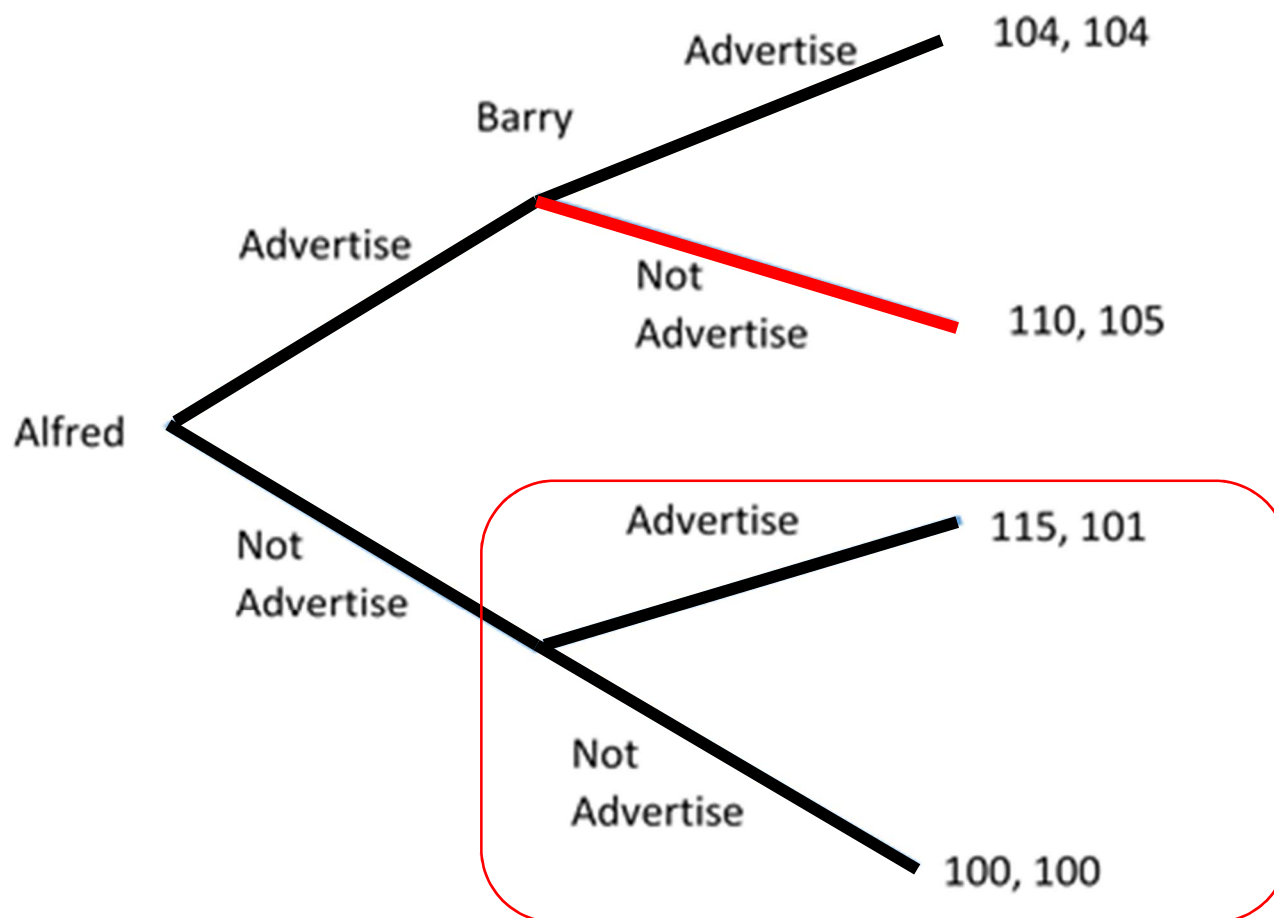 Advertise
104, 104
Barry
Advertise
Not
Advertise
110, 105
Alfred
Not
Advertise
Advertise
115, 101
Not
Advertise
100, 100